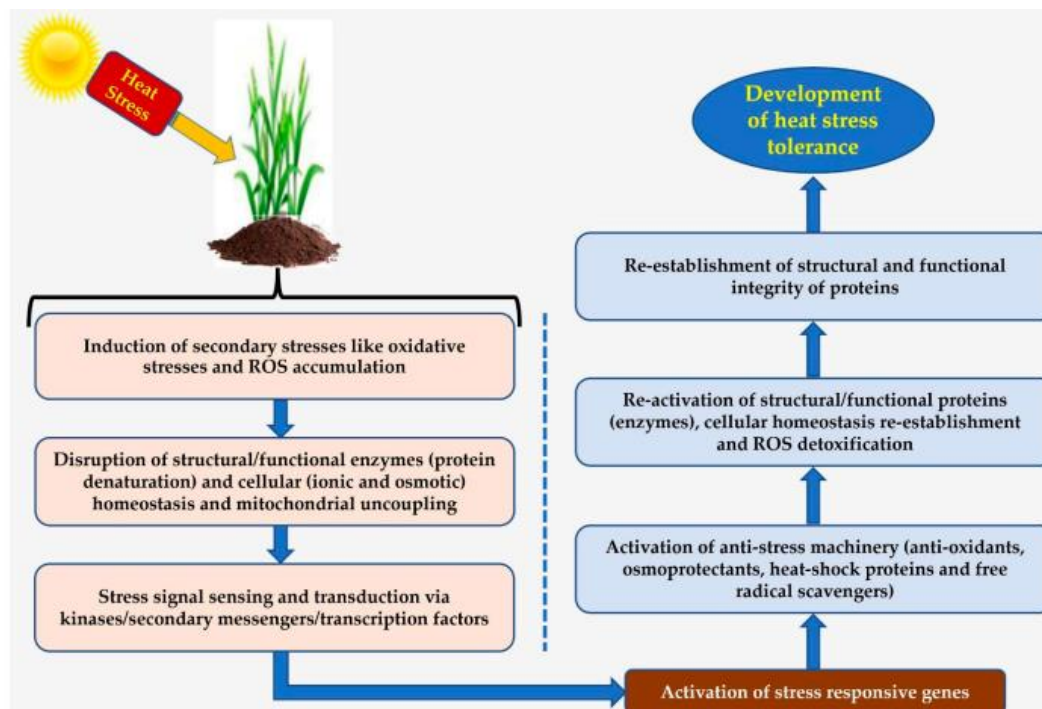 Heat
Stress
Induction of secondary stresses like oxidative
stresses and ROS accumulation
Disruption of structural/functional enzymes (protein
denaturation) and cellular (ionic and osmotic)
homeostasis and mitochondrial uncoupling
Stress signal sensing and transduction via
kinases/secondary messengers/transcription factors
Activation of stress responsive genes
Activation of anti-stress machinery (anti-oxidants,
osmoprotectants, heat-shock proteins and free
radical scavengers)
Re-activation of structural/functional proteins
(enzymes), cellular homeostasis re-establishment
and ROS detoxification
Re-establishment of structural and functional
integrity of proteins
Development
of heat stress
tolerance